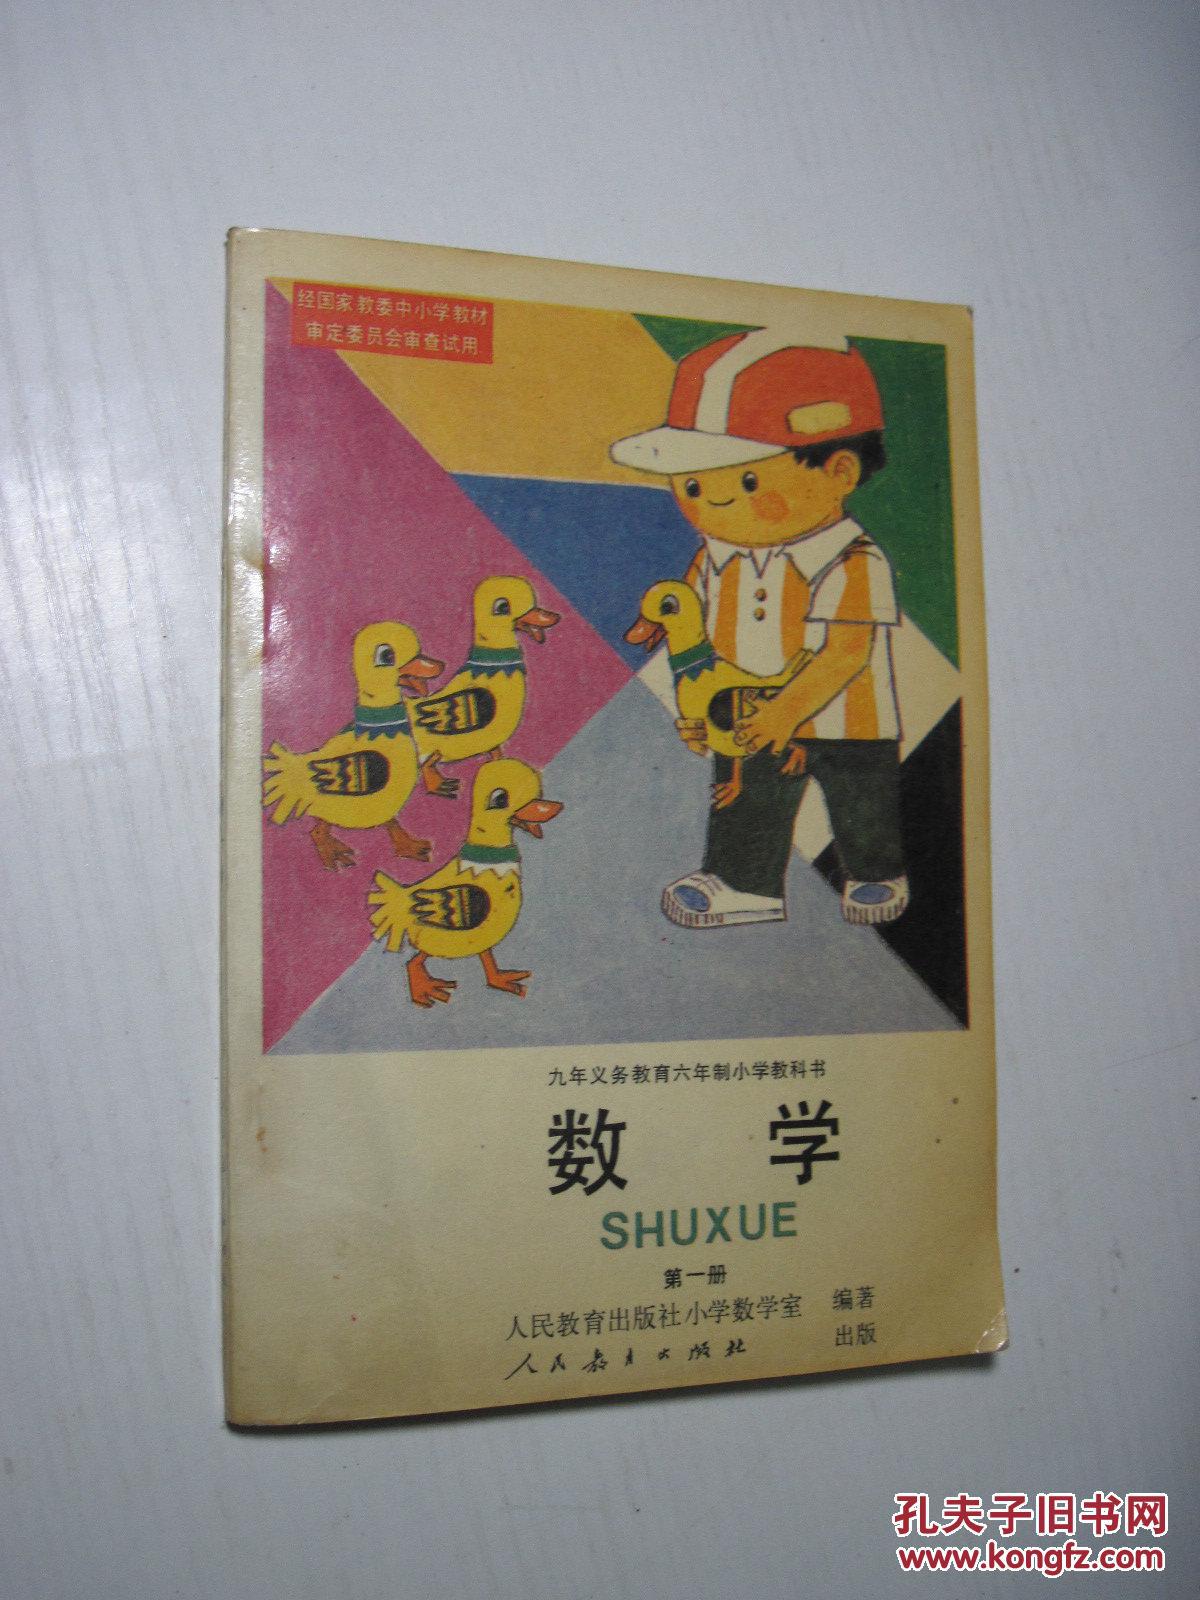 经国家教委中小学教材
审定委员会审查试用
九年义务教育六年制小学教科书
数 学
SHUXUE
第一册
人民教育出版社小学数学室 编著
人民教育出版社 出版
孔夫子旧书网
www.kongfz.com